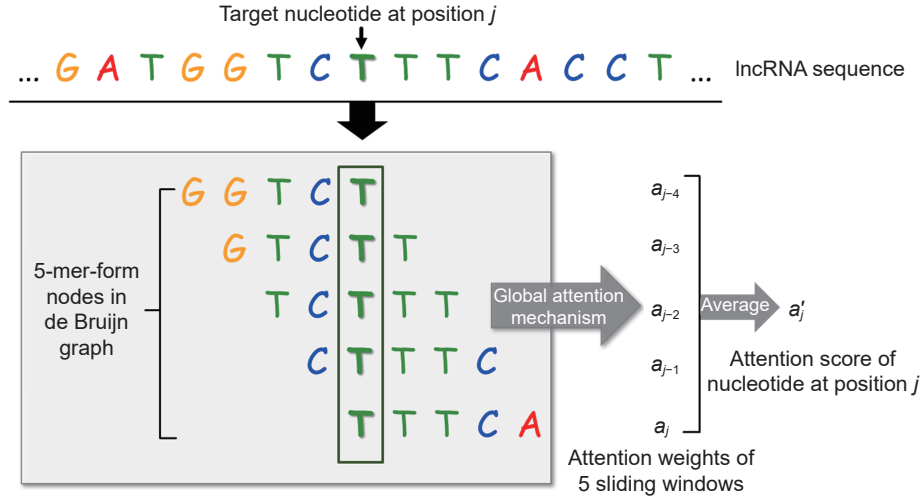 Target nucleotide at position j
... G A T G G T C T T T C A C C T ... lncRNA sequence
G G T C T
G T C T T
T C T T T
C T T T C
T T T C A
5-mer-form
nodes in
de Bruijn
graph
Global attention
mechanism
a_{j−4}
a_{j−3}
a_{j−2}
a_{j−1}
a_j
Average
a′_j
Attention score of
nucleotide at position j
Attention weights of
5 sliding windows